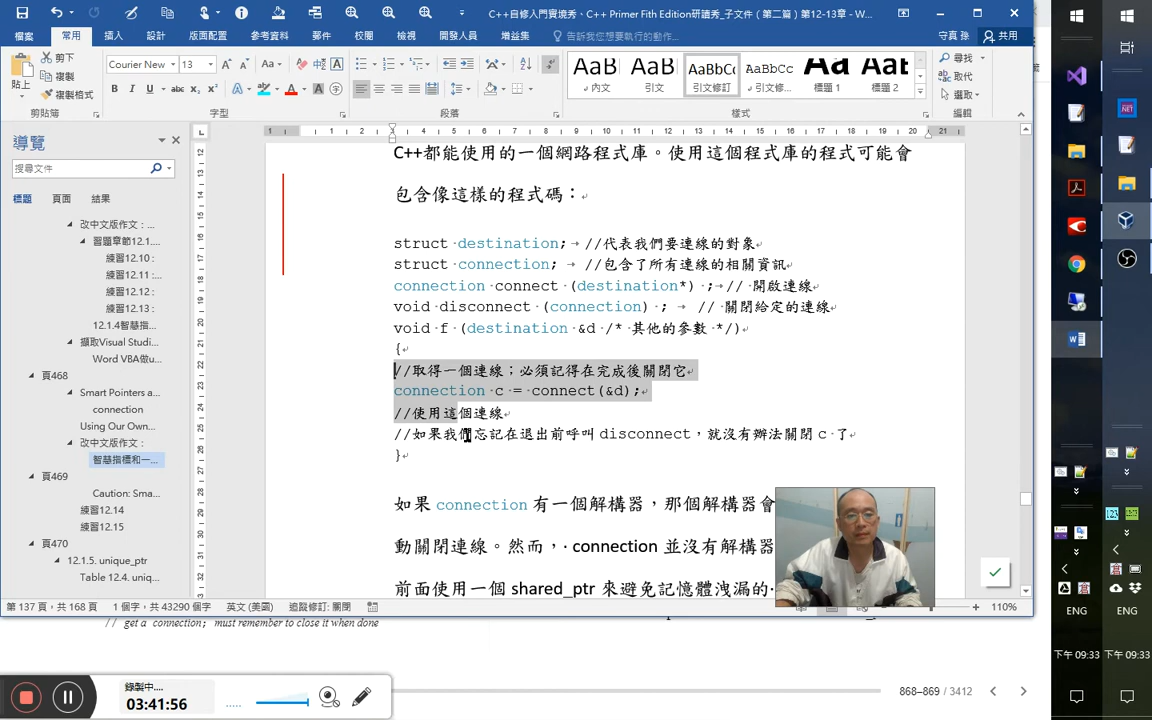 C++自修入門實境秀、C++ Primer Fith Edition研讀秀_子文件（第二篇）第12-13章 - W...
檔案 常用 插入 設計 版面配置 參考資料 郵件 校閱 檢視 開發人員 增益集 告訴我您想要執行的動作... 守真 孫 共用
貼上 剪下 複製 複製格式 剪貼簿
Courier New 13 字型
段落
AaB 內文 AaB 引文 AaBbCc 引文修訂 AaBbCc 引文修... Aa 標題 1 Aat 標題 2 樣式
尋找 取代 選取 編輯
導覽
搜尋文件
標題 頁面 結果
改中文版作文：...
習題章節12.1....
練習12.10：
練習12.11：
練習12.12：
練習12.13：
12.1.4智慧指...
擷取Visual Studi...
Word VBA做u...
頁468
Smart Pointers a...
connection
Using Our Own...
改中文版作文：
智慧指標和一...
頁469
Caution: Sma...
練習12.14
練習12.15
頁470
12.1.5. unique_ptr
Table 12.4. uniq...
C++都能使用的一個網路程式庫。使用這個程式庫的程式可能會
包含像這樣的程式碼：
struct destination; //代表我們要連線的對象
struct connection; //包含了所有連線的相關資訊
connection connect (destination*) ; // 開啟連線
void disconnect (connection) ; // 關閉給定的連線
void f (destination &d /* 其他的參數 */)
{
//取得一個連線；必須記得在完成後關閉它
connection c = connect(&d);
//使用這個連線
//如果我們忘記在退出前呼叫 disconnect，就沒有辦法關閉 c 了
}
如果 connection 有一個解構器，那個解構器會
動關閉連線。然而，connection 並沒有解構器
前面使用一個 shared_ptr 來避免記憶體洩漏的
第 137 頁，共 168 頁 1 個字，共 43290 個字 英文 (美國) 追蹤修訂: 關閉 110%
// get a connection; must remember to close it when done
868–869 / 3412
錄製中...
03:41:56
ENG ENG
下午 09:33 下午 09:33